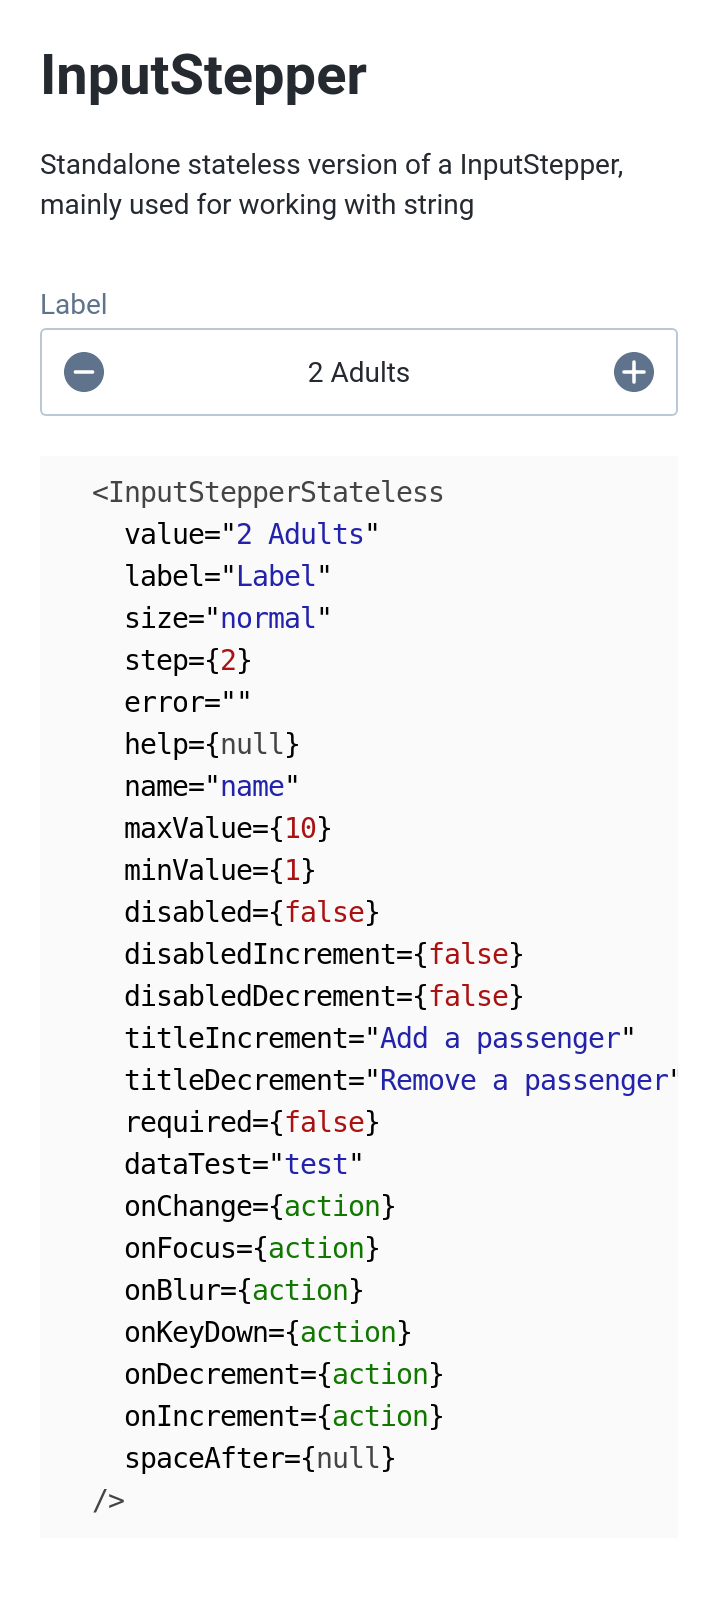 InputStepper
Standalone stateless version of a InputStepper,
mainly used for working with string
Label
2 Adults
<InputStepperStateless
value="2 Adults"
label="Label"
size="normal"
step={2}
error=""
help={null}
name="name"
maxValue={10}
minValue={1}
disabled={false}
disabledIncrement={false}
disabledDecrement={false}
titleIncrement="Add a passenger"
titleDecrement="Remove a passenger"
required={false}
dataTest="test"
onChange={action}
onFocus={action}
onBlur={action}
onKeyDown={action}
onDecrement={action}
onIncrement={action}
spaceAfter={null}
/>